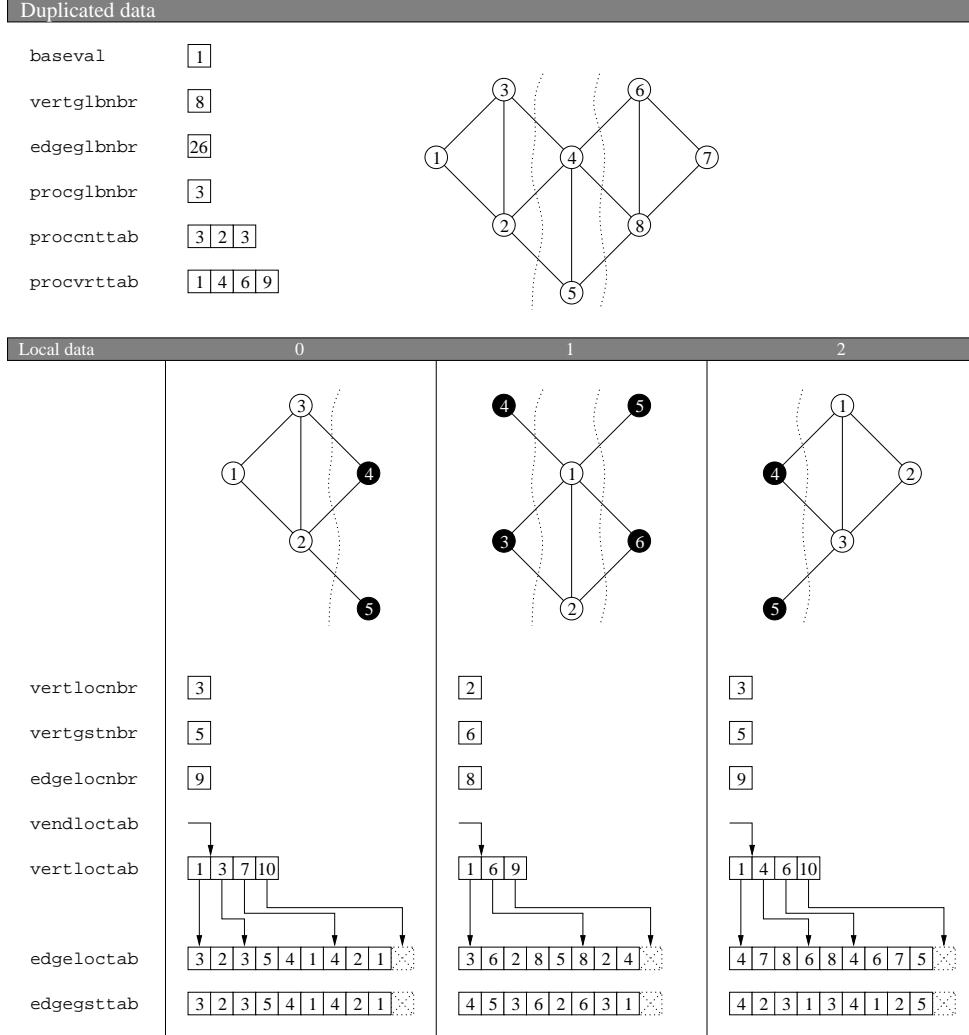 Duplicated data
baseval 1
vertglbnbr 8
edgeglbnbr 26
procglbnbr 3
proccnttab 3 2 3
procvrttab 1 4 6 9
3 6
1 4 7
2 8
5
Local data 0 1 2
3 4 5 1
1 4 1 4 2
2 3 6 3
5 2 5
vertlocnbr 3 2 3
vertgstnbr 5 6 5
edgelocnbr 9 8 9
vendloctab
vertloctab 1 3 7 10 1 6 9 1 4 6 10
edgeloctab 3 2 3 5 4 1 4 2 1 3 6 2 8 5 8 2 4 4 7 8 6 8 4 6 7 5
edgegsttab 3 2 3 5 4 1 4 2 1 4 5 3 6 2 6 3 1 4 2 3 1 3 4 1 2 5